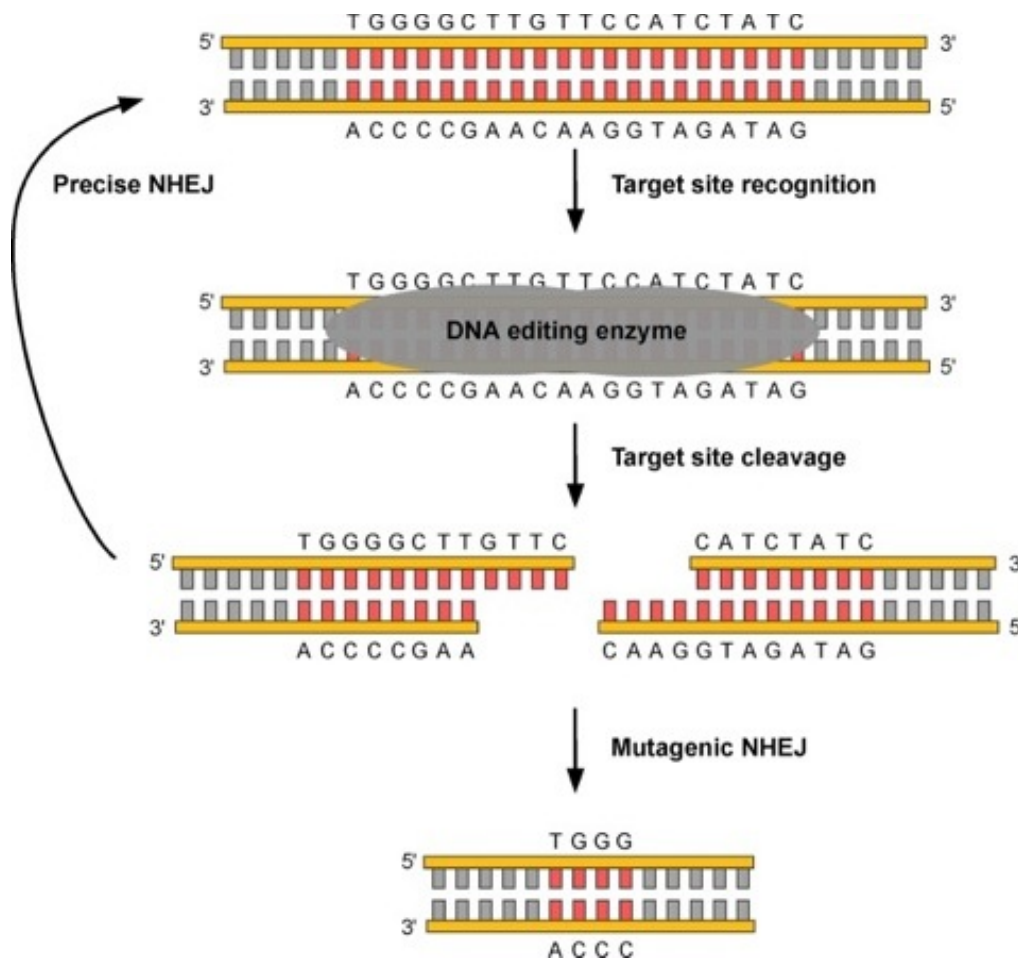 T G G G G C T T G T T C C A T C T A T C
5' 3'
3' 5'
A C C C C G A A C A A G G T A G A T A G
Precise NHEJ
Target site recognition
T G G G G C T T G T T C C A T C T A T C
5' 3'
DNA editing enzyme
3' 5'
A C C C C G A A C A A G G T A G A T A G
Target site cleavage
T G G G G C T T G T T C C A T C T A T C
5' 3'
3' 5'
A C C C C G A A C A A G G T A G A T A G
Mutagenic NHEJ
T G G G
5'
3'
A C C C